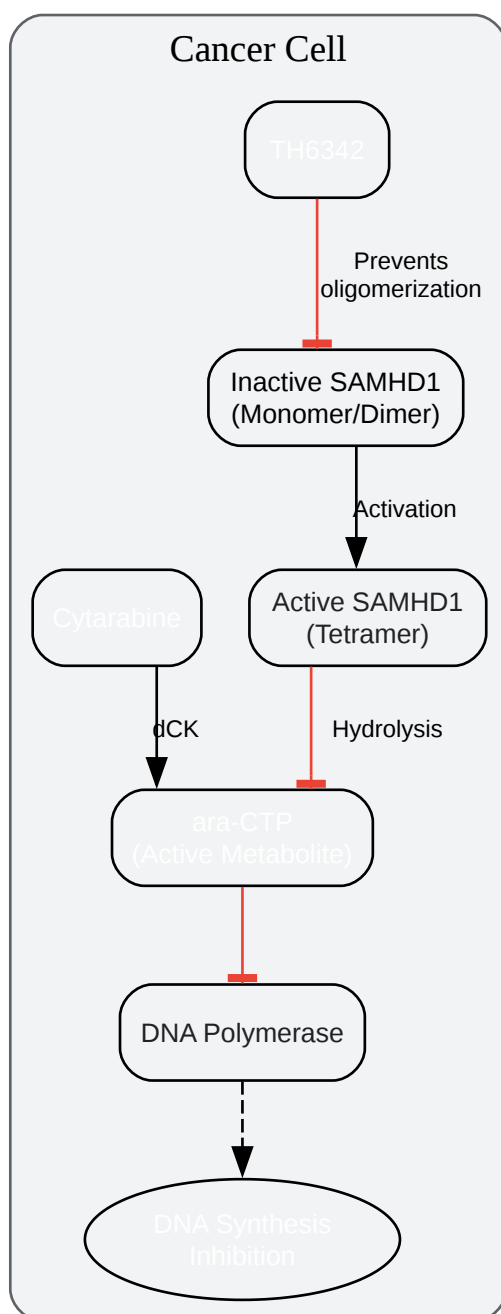 Cancer Cell
TH6342
Prevents
oligomerization
Inactive SAMHD1
(Monomer/Dimer)
Activation
Cytarabine
Active SAMHD1
(Tetramer)
dCK
Hydrolysis
ara-CTP
(Active Metabolite)
DNA Polymerase
DNA Synthesis
Inhibition